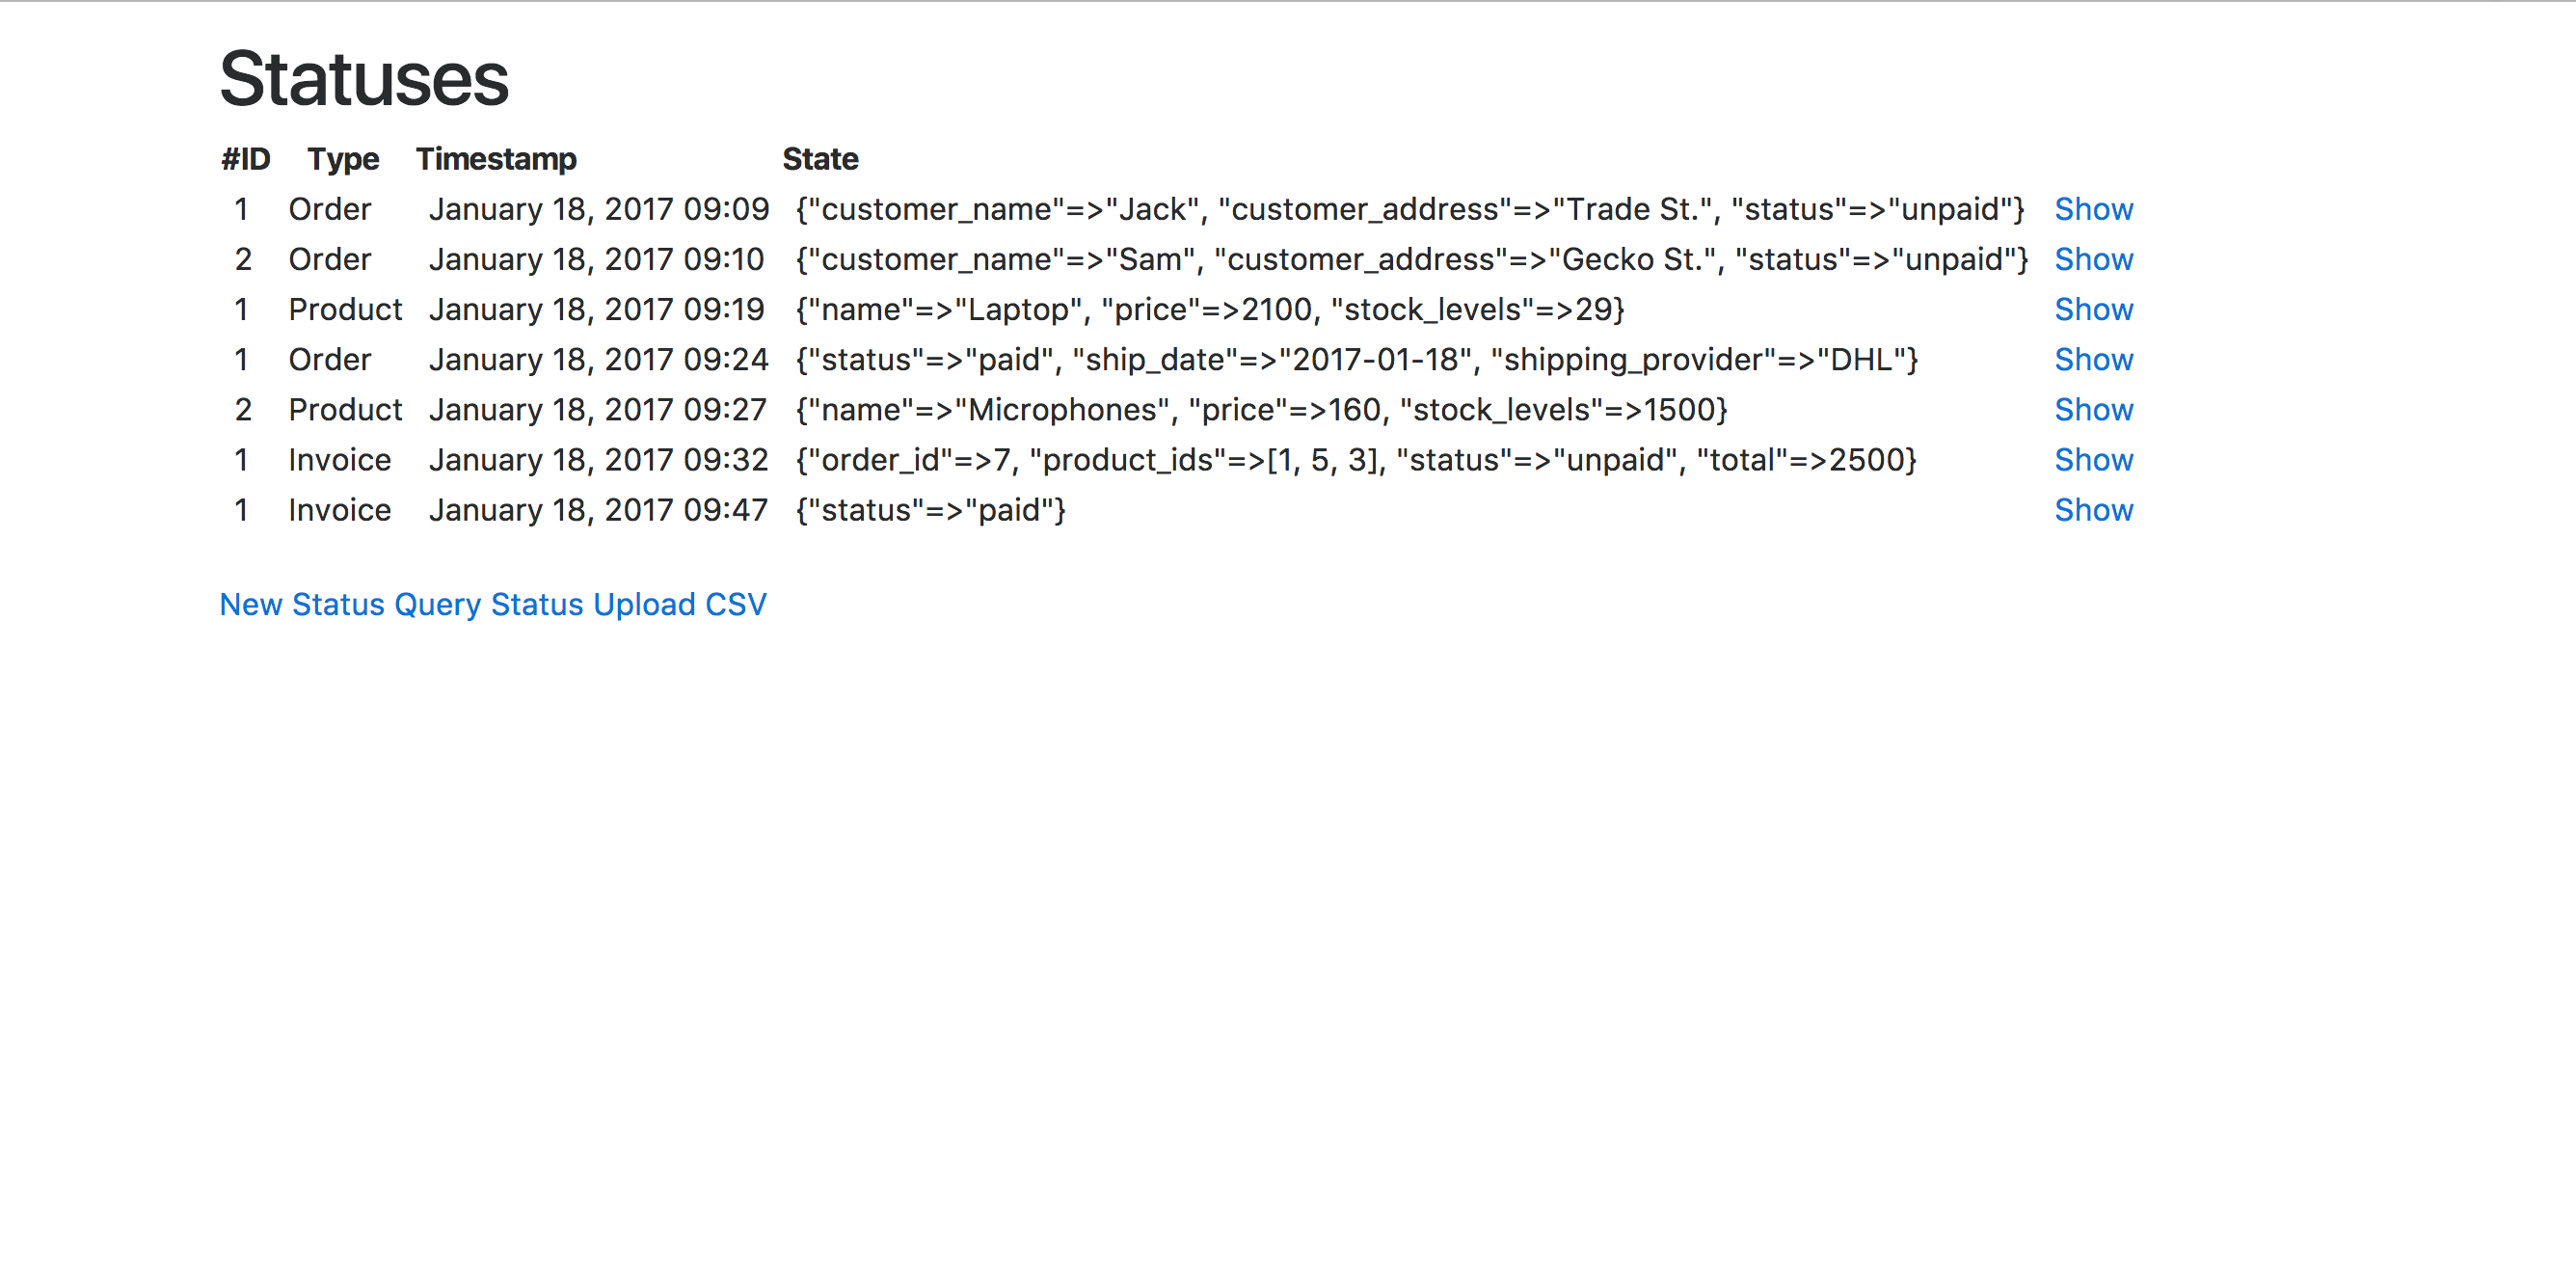 Statuses
#ID Type Timestamp State
1 Order January 18, 2017 09:09 {"customer_name"=>"Jack", "customer_address"=>"Trade St.", "status"=>"unpaid"} Show
2 Order January 18, 2017 09:10 {"customer_name"=>"Sam", "customer_address"=>"Gecko St.", "status"=>"unpaid"} Show
1 Product January 18, 2017 09:19 {"name"=>"Laptop", "price"=>2100, "stock_levels"=>29} Show
1 Order January 18, 2017 09:24 {"status"=>"paid", "ship_date"=>"2017-01-18", "shipping_provider"=>"DHL"} Show
2 Product January 18, 2017 09:27 {"name"=>"Microphones", "price"=>160, "stock_levels"=>1500} Show
1 Invoice January 18, 2017 09:32 {"order_id"=>7, "product_ids"=>[1, 5, 3], "status"=>"unpaid", "total"=>2500} Show
1 Invoice January 18, 2017 09:47 {"status"=>"paid"} Show
New Status Query Status Upload CSV